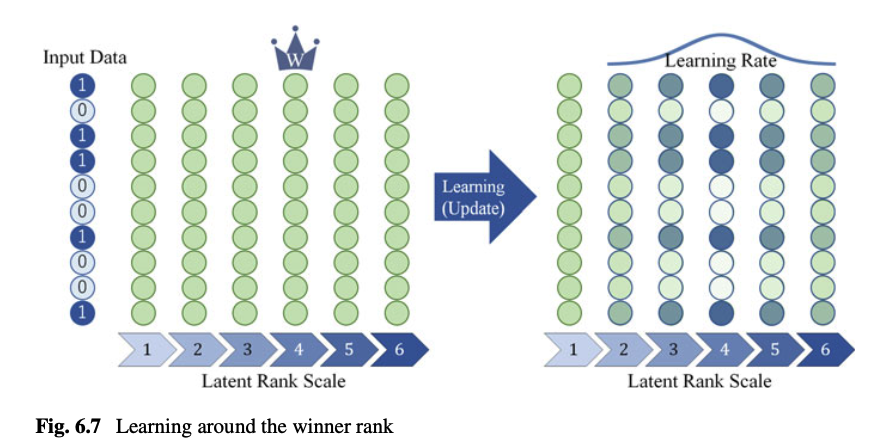 Input Data
W
Learning Rate
1
0
1
1
0
0
1
0
0
1
Learning
(Update)
1 2 3 4 5 6
1 2 3 4 5 6
Latent Rank Scale
Latent Rank Scale
Fig. 6.7 Learning around the winner rank